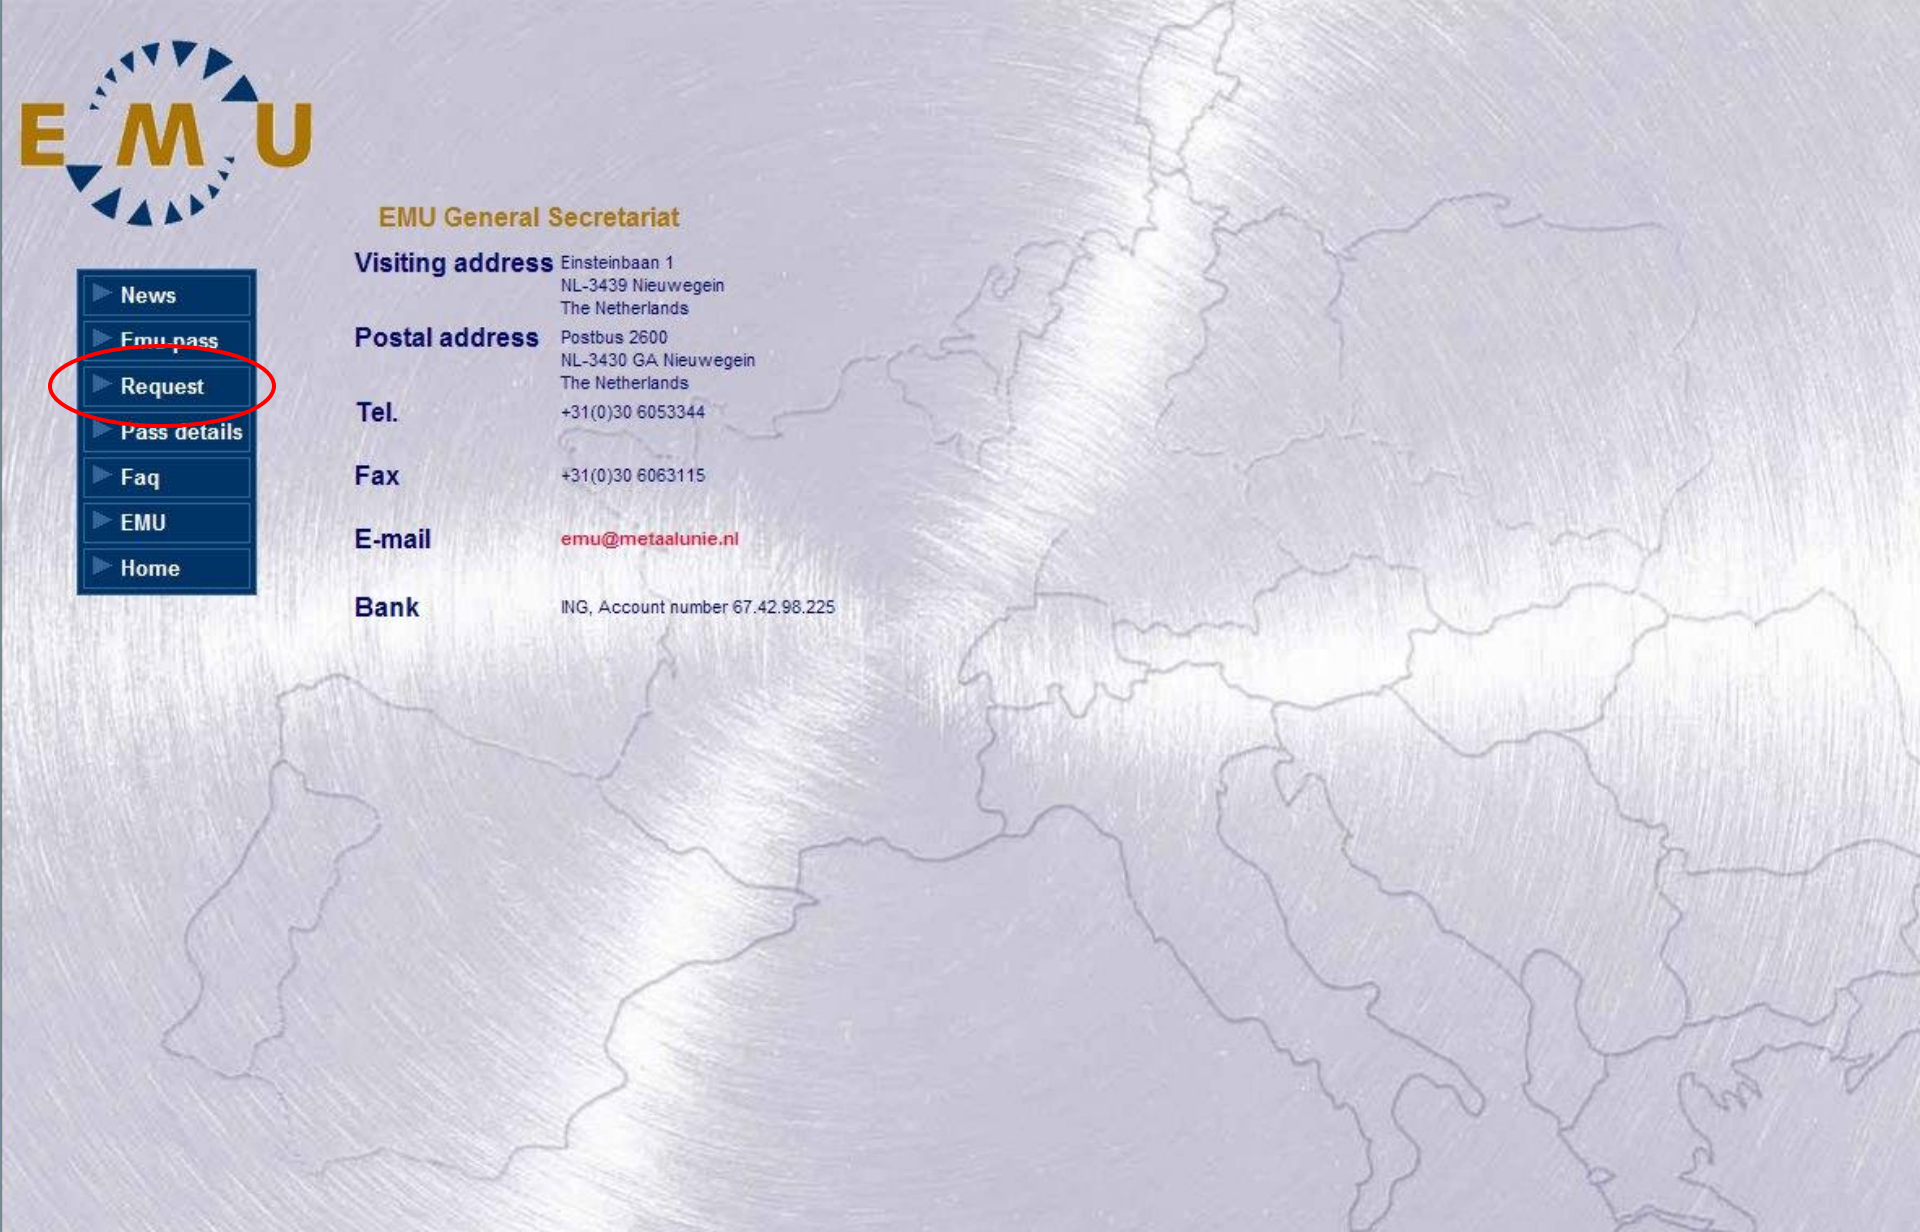 E M U
EMU General Secretariat
Visiting address Einsteinbaan 1
NL-3439 Nieuwegein
The Netherlands
Postal address Postbus 2600
NL-3430 GA Nieuwegein
The Netherlands
Tel. +31(0)30 6053344
Fax +31(0)30 6063115
E-mail emu@metaalunie.nl
Bank ING, Account number 67.42.98.225
News
Emu pass
Request
Pass details
Faq
EMU
Home